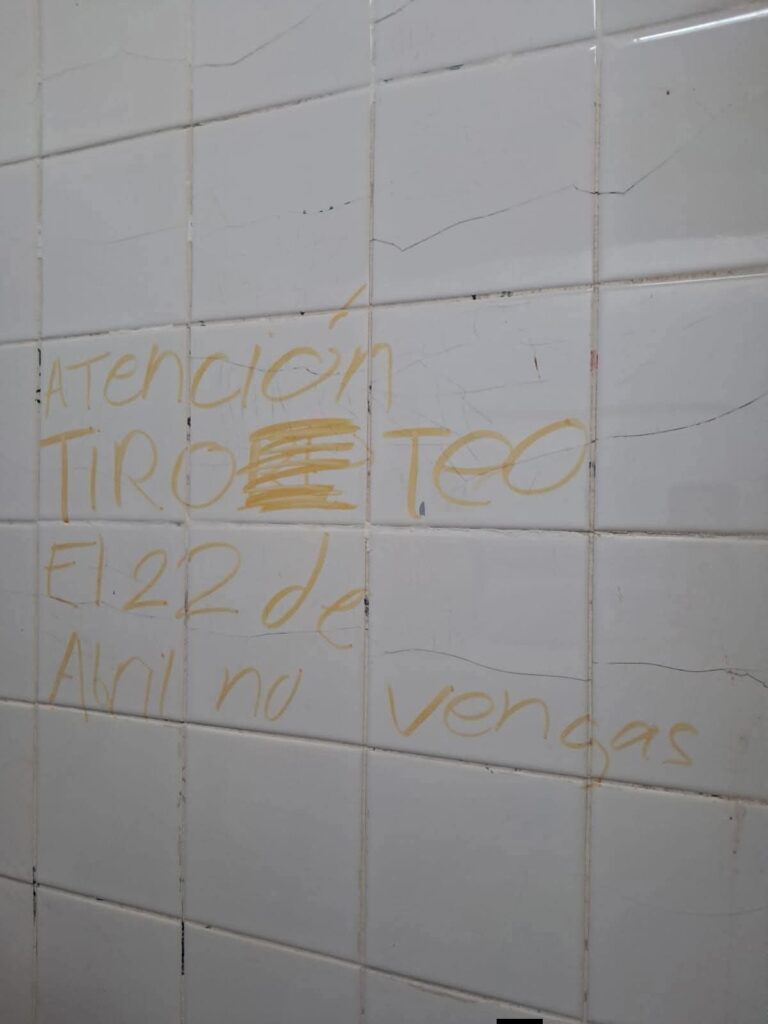 ATención
TIRO TEO
El 22 de
Abril no vengas